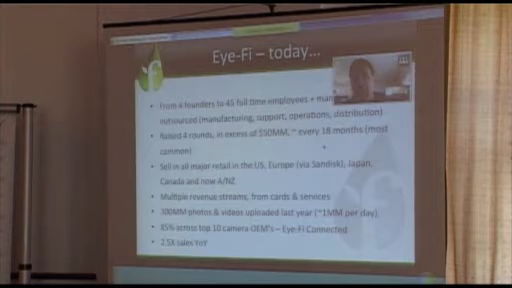 Eye-Fi – today...
• From 4 founders to 45 full time employees +
outsourced (manufacturing, support, operations, distribution)
• Raised 4 rounds, in excess of $50MM, ~ every 18 months (most
common)
• Sell in all major retail in the US, Europe (via Sandisk), Japan,
Canada and now A/NZ
• Multiple revenue streams, from cards & services
• 300MM photos & videos uploaded last year (~1MM per day)
• 85% across top 10 camera OEM's – Eye-Fi Connected
• 2.5X sales YoY